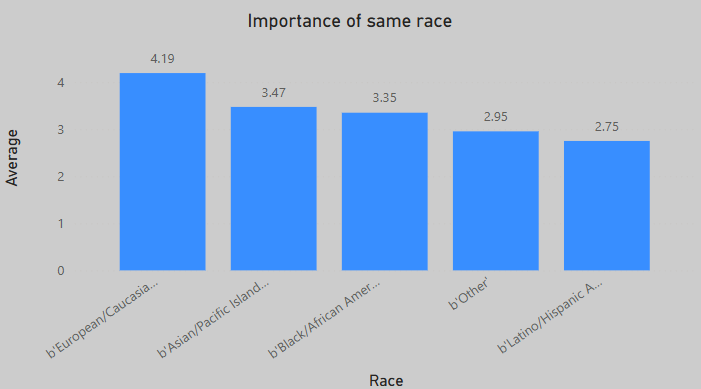 Importance of same race
Average
4
3
2
1
0
4.19
3.47
3.35
2.95
2.75
b'European/Caucasia...
b'Asian/Pacific Island...
b'Black/African Amer...
b'Other'
b'Latino/Hispanic A...
Race